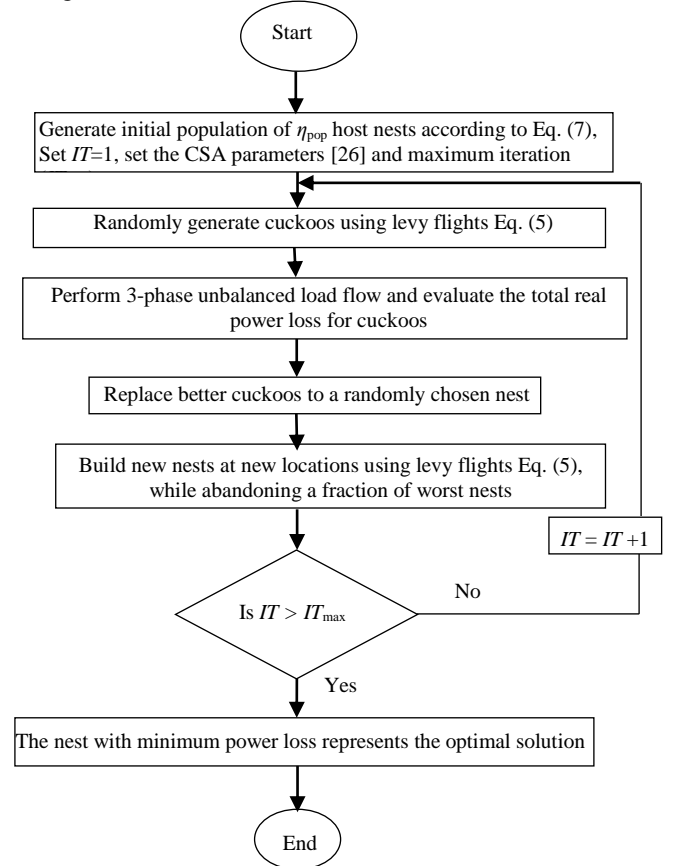 Start
Generate initial population of ηpop host nests according to Eq. (7),
Set IT=1, set the CSA parameters [26] and maximum iteration
Randomly generate cuckoos using levy flights Eq. (5)
Perform 3-phase unbalanced load flow and evaluate the total real
power loss for cuckoos
Replace better cuckoos to a randomly chosen nest
Build new nests at new locations using levy flights Eq. (5),
while abandoning a fraction of worst nests
IT = IT +1
Is IT > ITmax
No
Yes
The nest with minimum power loss represents the optimal solution
End